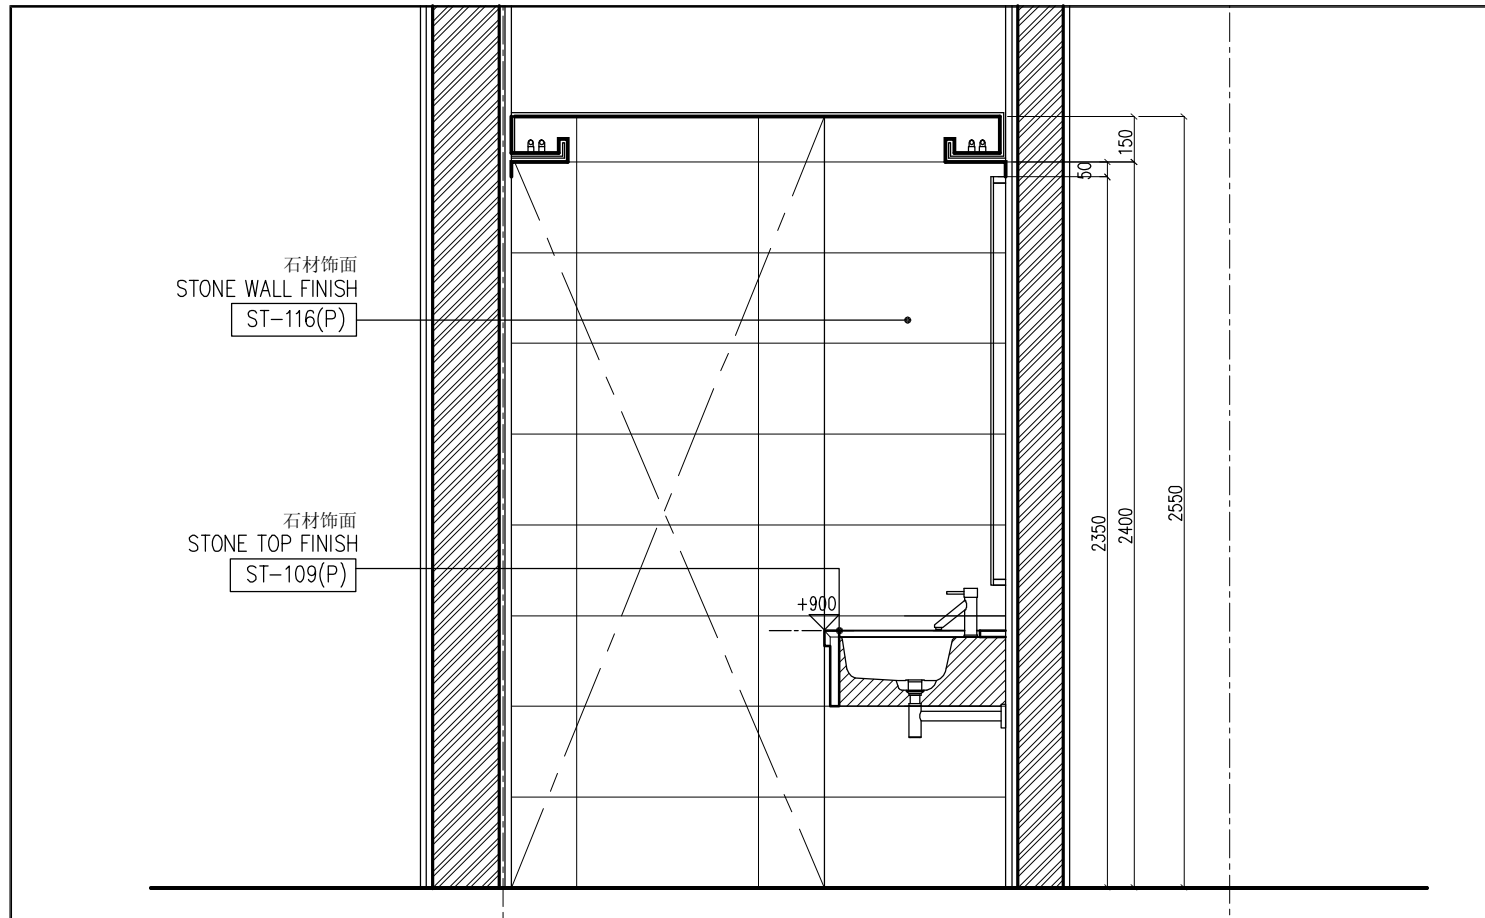 150
50
石材饰面
STONE WALL FINISH
ST-116(P)
2550
2400
2350
石材饰面
STONE TOP FINISH
ST-109(P)
+900